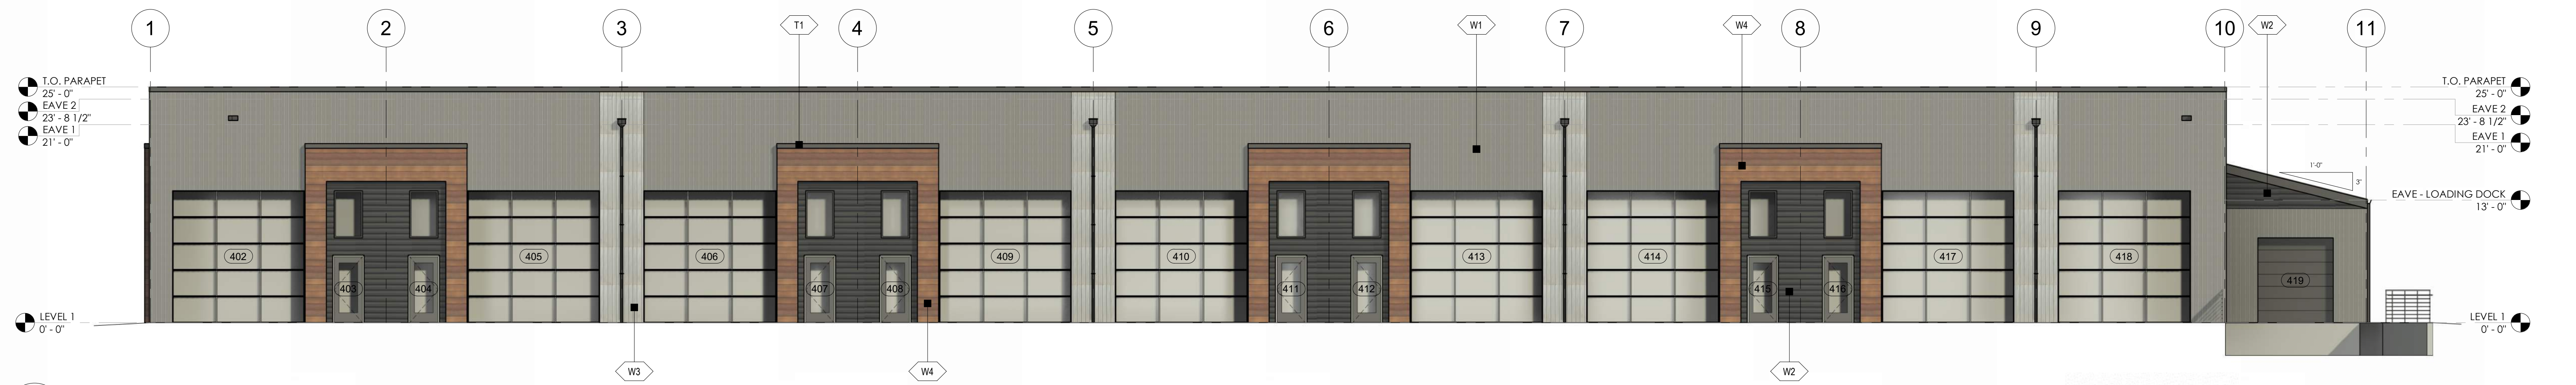 1
2
3
T1
4
5
6
W1
7
W4
8
9
10
W2
11
T.O. PARAPET
25' - 0"
EAVE 2
23' - 8 1/2"
EAVE 1
21' - 0"
T.O. PARAPET
25' - 0"
EAVE 2
23' - 8 1/2"
EAVE 1
21' - 0"
1'-0"
3"
EAVE - LOADING DOCK
13' - 0"
402
403
404
405
406
407
408
409
410
411
412
413
414
415
416
417
418
419
LEVEL 1
0' - 0"
LEVEL 1
0' - 0"
W3
W4
W2